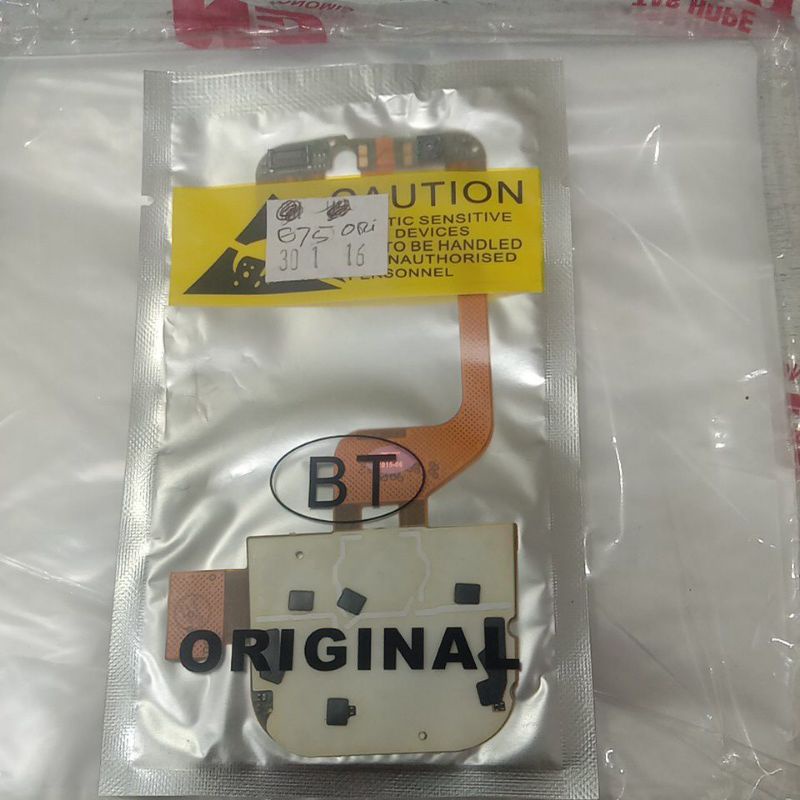 CAUTION
TIC SENSITIVE
DEVICES
TO BE HANDLED
NAUTHORISED
PERSONNEL
E75 ORi
30 1 16
BT
ORIGINAL